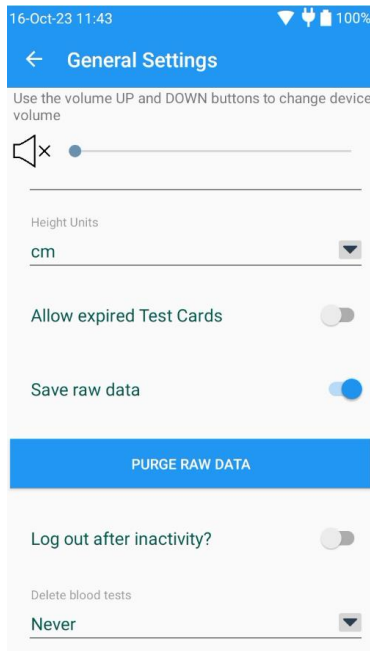 16-Oct-23 11:43 100%
General Settings
Use the volume UP and DOWN buttons to change device
volume
Height Units
cm
Allow expired Test Cards
Save raw data
PURGE RAW DATA
Log out after inactivity?
Delete blood tests
Never